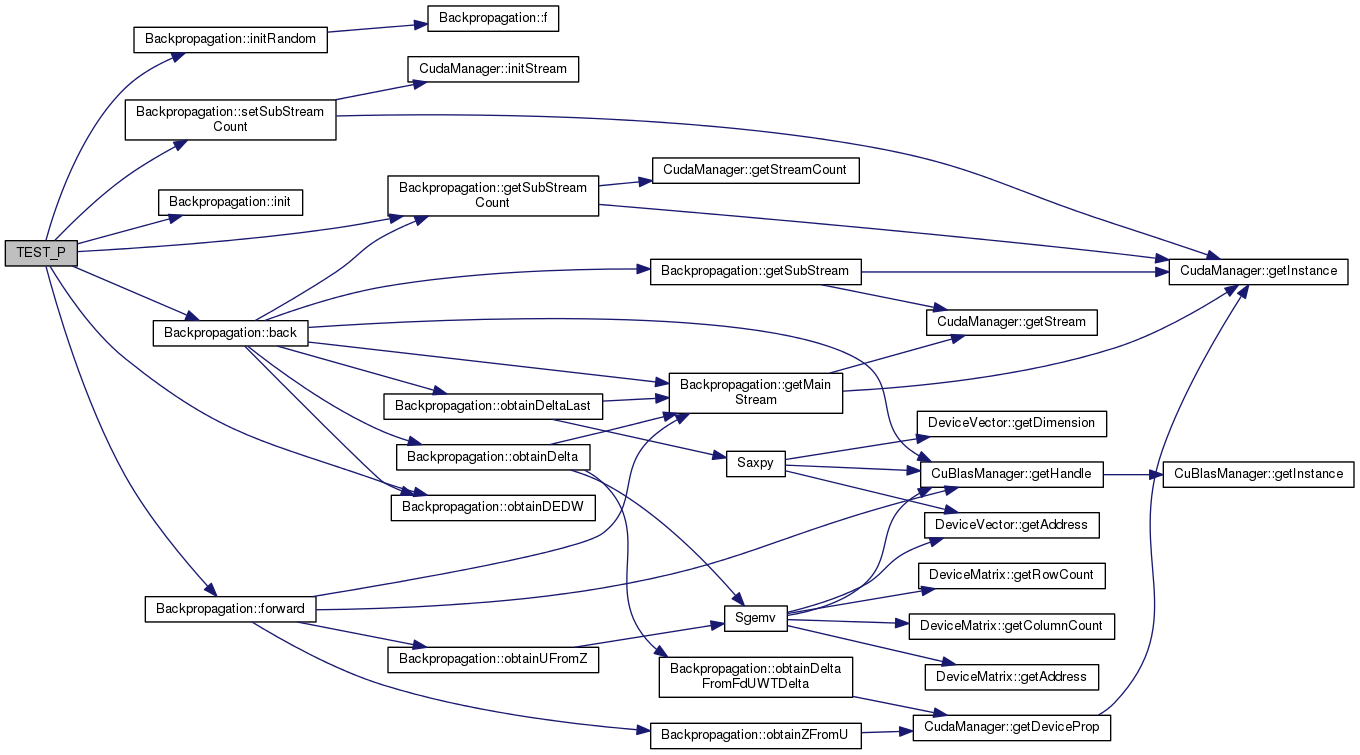 Backpropagation::f
Backpropagation::initRandom
CudaManager::initStream
Backpropagation::setSubStream
Count
CudaManager::getStreamCount
Backpropagation::getSubStream
Count
Backpropagation::init
TEST_P
Backpropagation::getSubStream
CudaManager::getInstance
CudaManager::getStream
Backpropagation::back
Backpropagation::getMain
Stream
Backpropagation::obtainDeltaLast
DeviceVector::getDimension
Backpropagation::obtainDelta
Saxpy
CuBlasManager::getHandle
CuBlasManager::getInstance
Backpropagation::obtainDEDW
DeviceVector::getAddress
DeviceMatrix::getRowCount
Backpropagation::forward
Sgemv
DeviceMatrix::getColumnCount
Backpropagation::obtainUFromZ
Backpropagation::obtainDelta
FromFdUWTDelta
DeviceMatrix::getAddress
CudaManager::getDeviceProp
Backpropagation::obtainZFromU